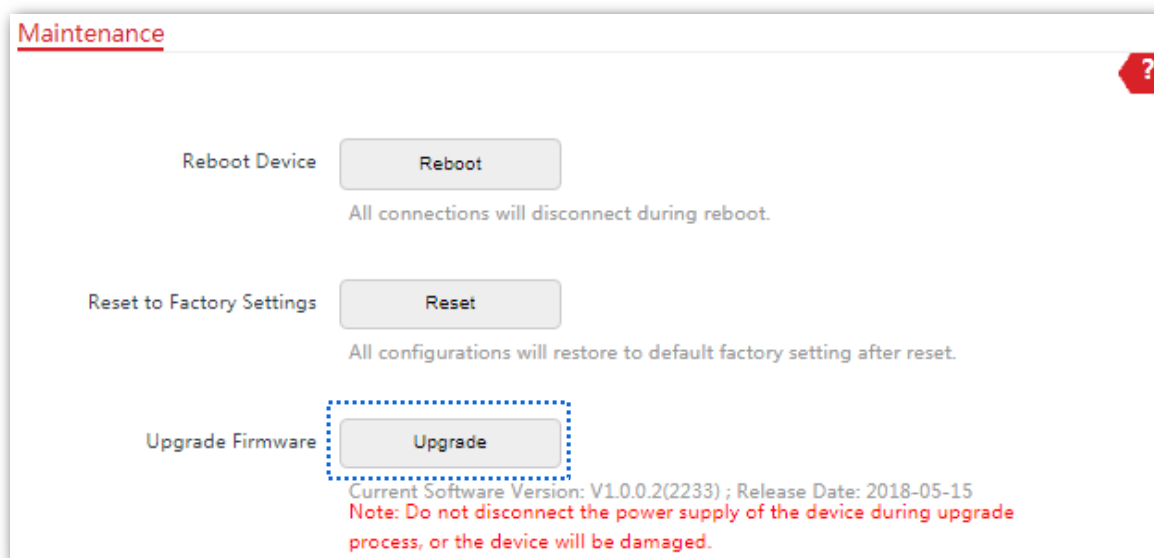 Maintenance
?
Reboot Device
Reboot
All connections will disconnect during reboot.
Reset to Factory Settings
Reset
All configurations will restore to default factory setting after reset.
Upgrade Firmware
Upgrade
Current Software Version: V1.0.0.2(2233) ; Release Date: 2018-05-15
Note: Do not disconnect the power supply of the device during upgrade
process, or the device will be damaged.